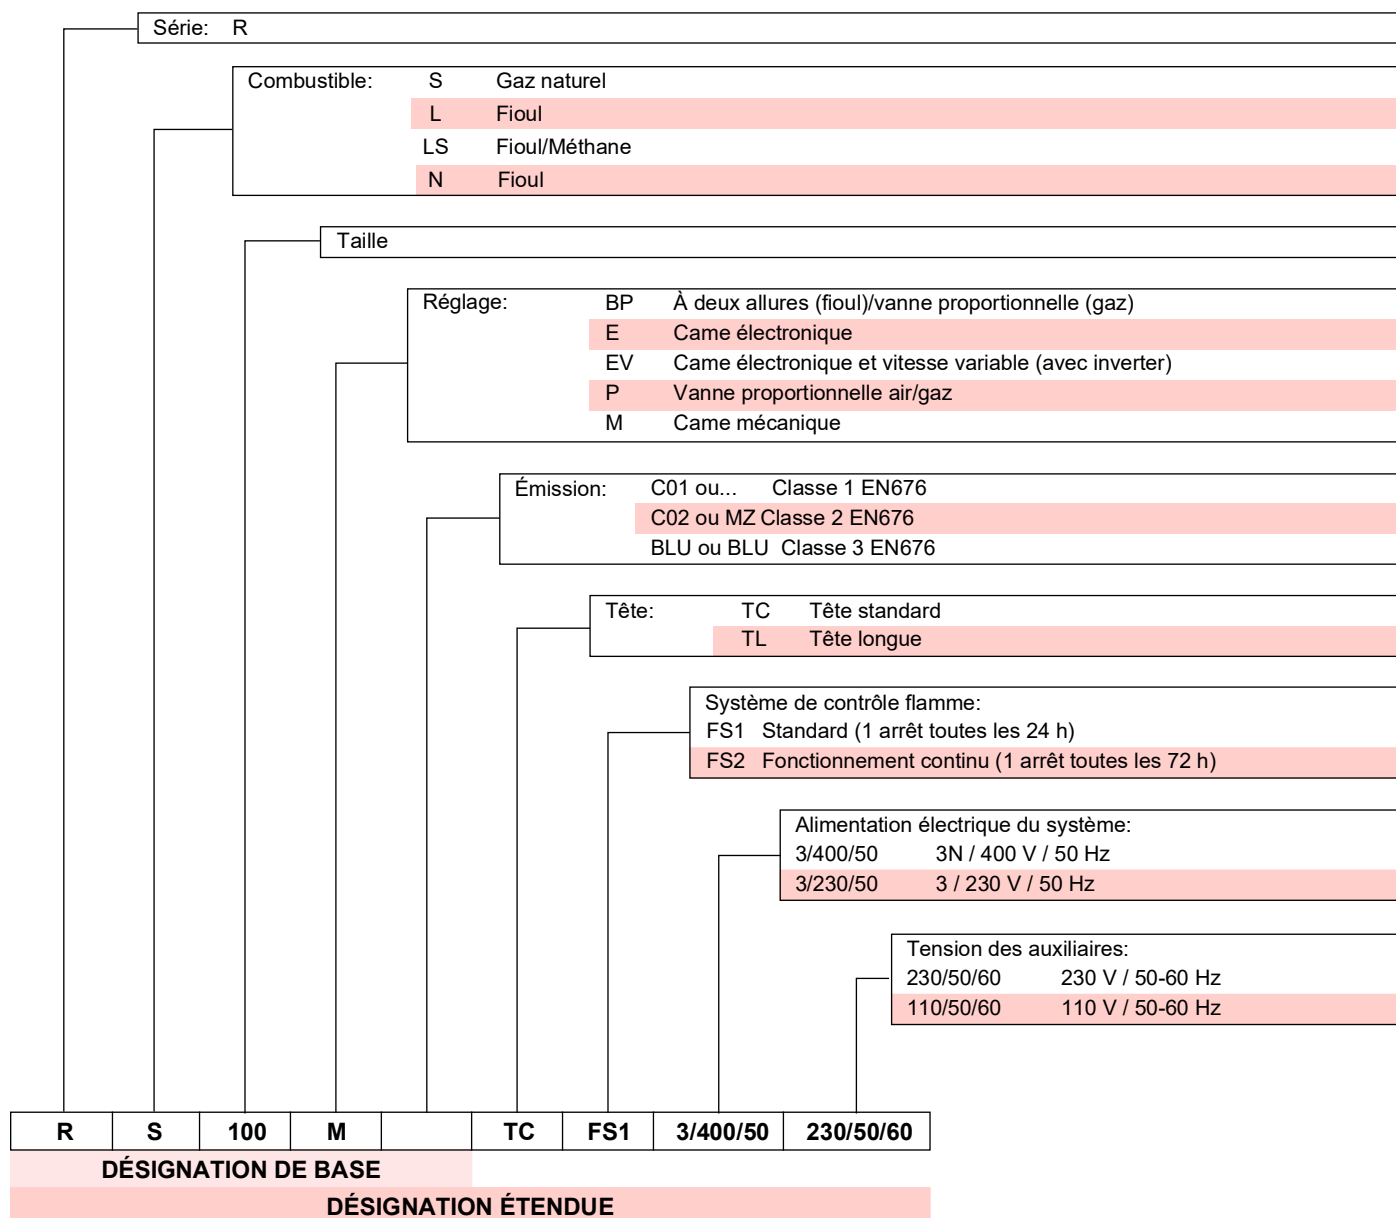 Série: R
Combustible: S Gaz naturel
L Fioul
LS Fioul/Méthane
N Fioul
Taille
Réglage: BP À deux allures (fioul)/vanne proportionnelle (gaz)
E Came électronique
EV Came électronique et vitesse variable (avec inverter)
P Vanne proportionnelle air/gaz
M Came mécanique
Émission: C01 ou... Classe 1 EN676
C02 ou MZ Classe 2 EN676
BLU ou BLU Classe 3 EN676
Tête: TC Tête standard
TL Tête longue
Système de contrôle flamme:
FS1 Standard (1 arrêt toutes les 24 h)
FS2 Fonctionnement continu (1 arrêt toutes les 72 h)
Alimentation électrique du système:
3/400/50 3N / 400 V / 50 Hz
3/230/50 3 / 230 V / 50 Hz
Tension des auxiliaires:
230/50/60 230 V / 50-60 Hz
110/50/60 110 V / 50-60 Hz
R S 100 M TC FS1 3/400/50 230/50/60
DÉSIGNATION DE BASE
DÉSIGNATION ÉTENDUE